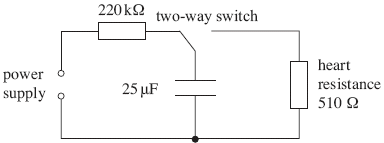 220 kΩ two-way switch
power
supply
25 μF
heart
resistance
510 Ω